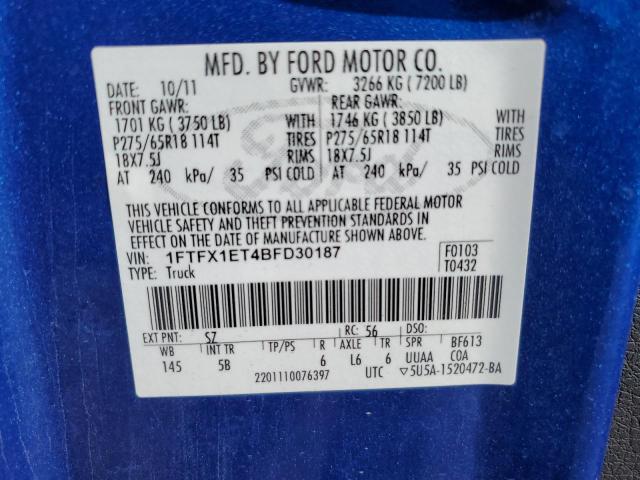 MFD. BY FORD MOTOR CO.
DATE: 10/11 GVWR: 3266 KG ( 7200 LB)
FRONT GAWR: REAR GAWR:
1701 KG ( 3750 LB) WITH 1746 KG ( 3850 LB) WITH
P275/65R18 114T TIRES P275/65R18 114T TIRES
18X7.5J RIMS 18X7.5J RIMS
AT 240 kPa/ 35 PSI COLD AT 240 kPa/ 35 PSI COLD
THIS VEHICLE CONFORMS TO ALL APPLICABLE FEDERAL MOTOR
VEHICLE SAFETY AND THEFT PREVENTION STANDARDS IN
EFFECT ON THE DATE OF MANUFACTURE SHOWN ABOVE.
VIN: 1FTFX1ET4BFD30187 F0103
TYPE: Truck T0432
EXT PNT: SZ RC: 56 DSO:
WB INT TR TP/PS R AXLE TR SPR BF613
145 5B 6 L6 6 UUAA COA
2201110076397 UTC ▽5U5A-1520472-BA
Ford